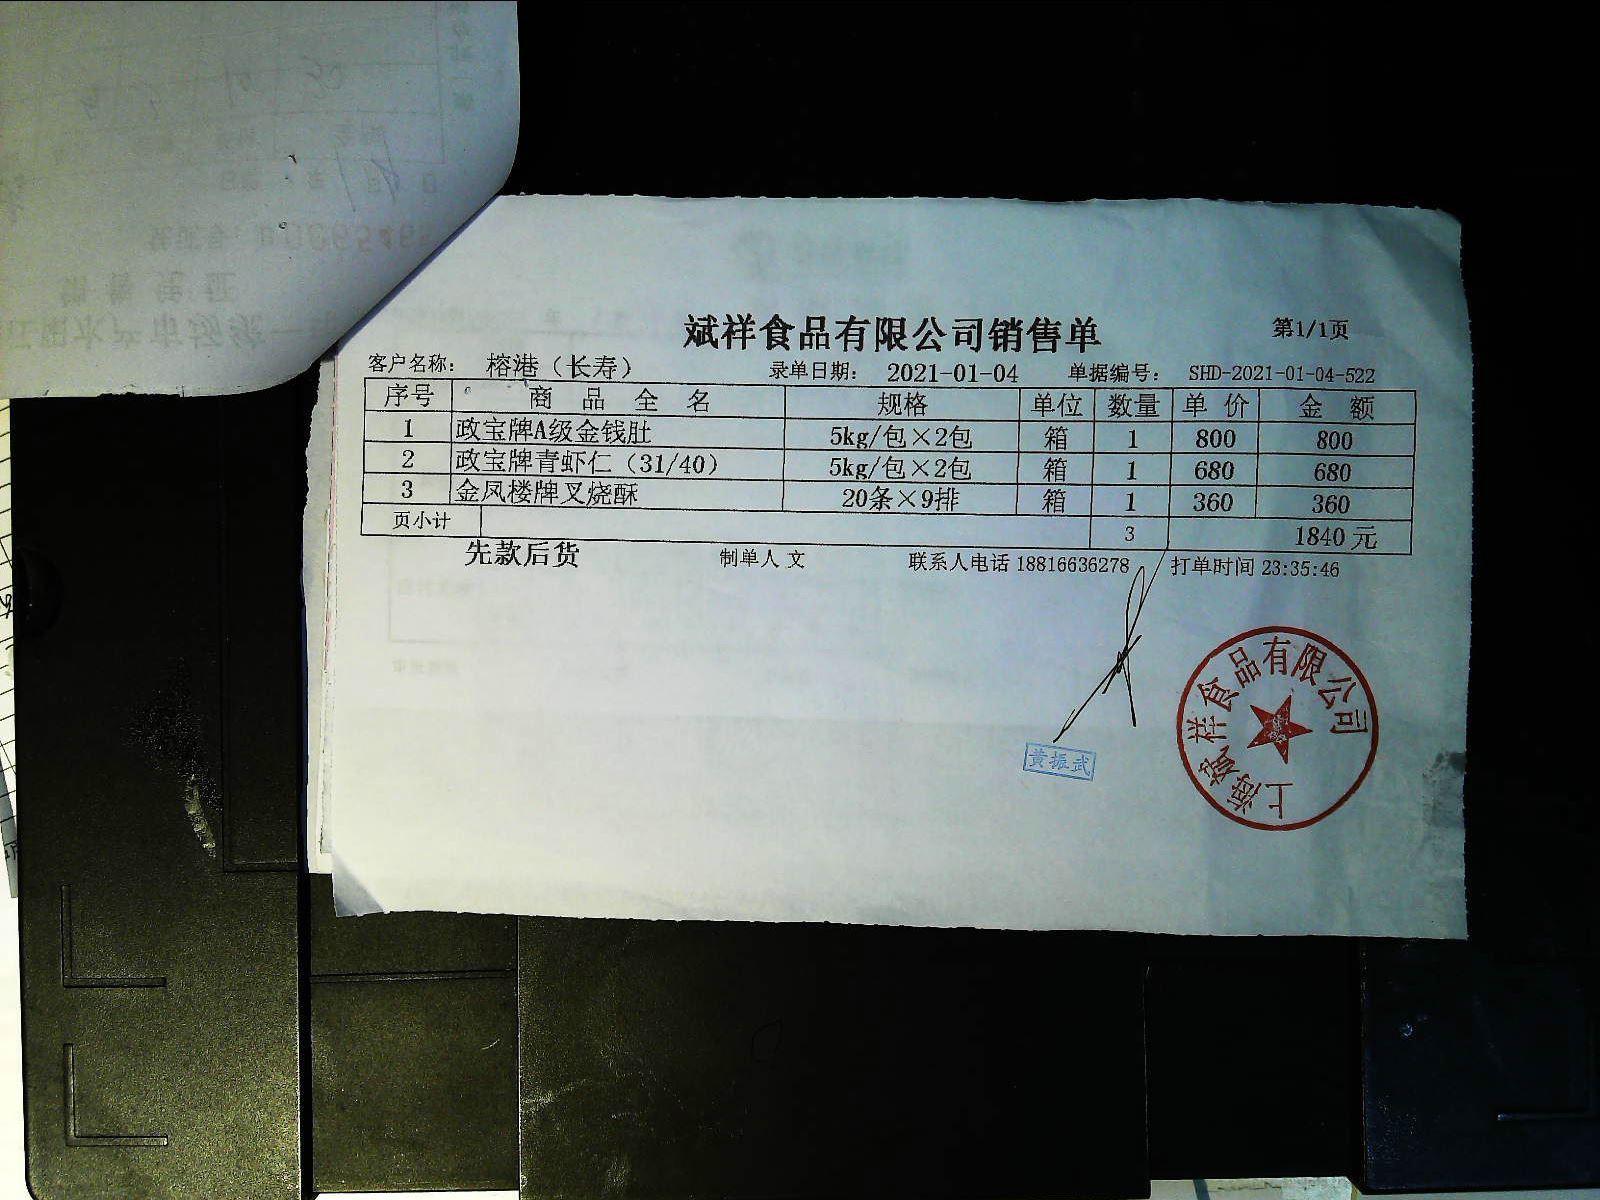 斌祥食品有限公司销售单
第1/1页
客户名称： 榕港（长寿） 录单日期： 2021-01-04 单据编号： SHD-2021-01-04-522
序号 商 品 全 名 规格 单位 数量 单 价 金 额
1 政宝牌A级金钱肚 5kg/包×2包 箱 1 800 800
2 政宝牌青虾仁（31/40） 5kg/包×2包 箱 1 680 680
3 金凤楼牌叉烧酥 20条×9排 箱 1 360 360
页小计 3 1840 元
先款后货 制单人 文 联系人电话 18816636278 打单时间 23:35:46
黄振武
上海斌祥食品有限公司